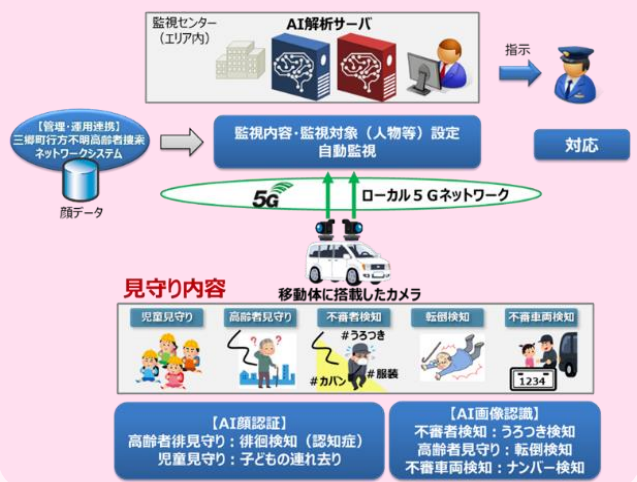 監視センター
（エリア内）
AI解析サーバ
指示
【管理・運用連携】
三郷町行方不明高齢者捜索
ネットワークシステム
顔データ
監視内容・監視対象（人物等）設定
自動監視
対応
5G
ローカル５Gネットワーク
移動体に搭載したカメラ
見守り内容
児童見守り
高齢者見守り
不審者検知
転倒検知
不審車両検知
#うろつき
#カバン
#服装
1234
【AI顔認証】
高齢者徘見守り：徘徊検知（認知症）
児童見守り：子どもの連れ去り
【AI画像認識】
不審者検知：うろつき検知
高齢者見守り：転倒検知
不審車両検知：ナンバー検知